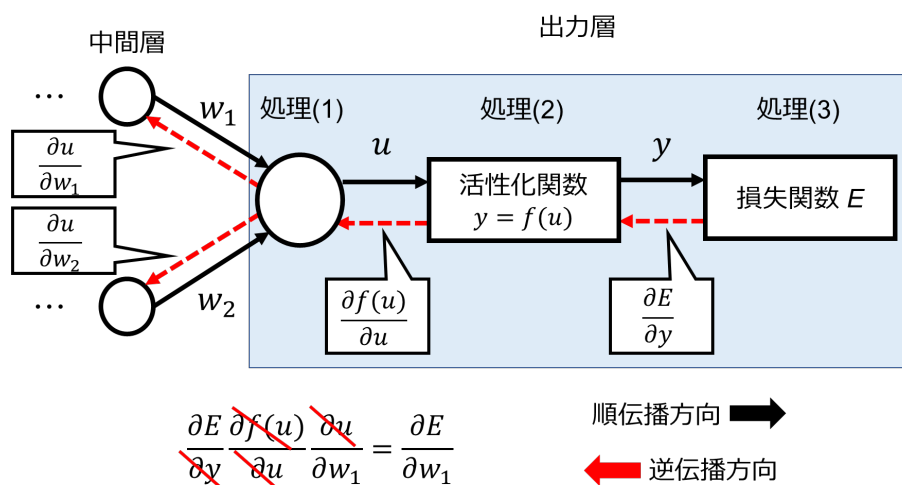 出力層
中間層
…
w₁
処理(1)
処理(2)
処理(3)
∂u/∂w₁
u
活性化関数
y = f(u)
y
損失関数 E
∂u/∂w₂
…
w₂
∂f(u)/∂u
∂E/∂y
∂E/∂y ∂f(u)/∂u ∂u/∂w₁ = ∂E/∂w₁
順伝播方向
逆伝播方向